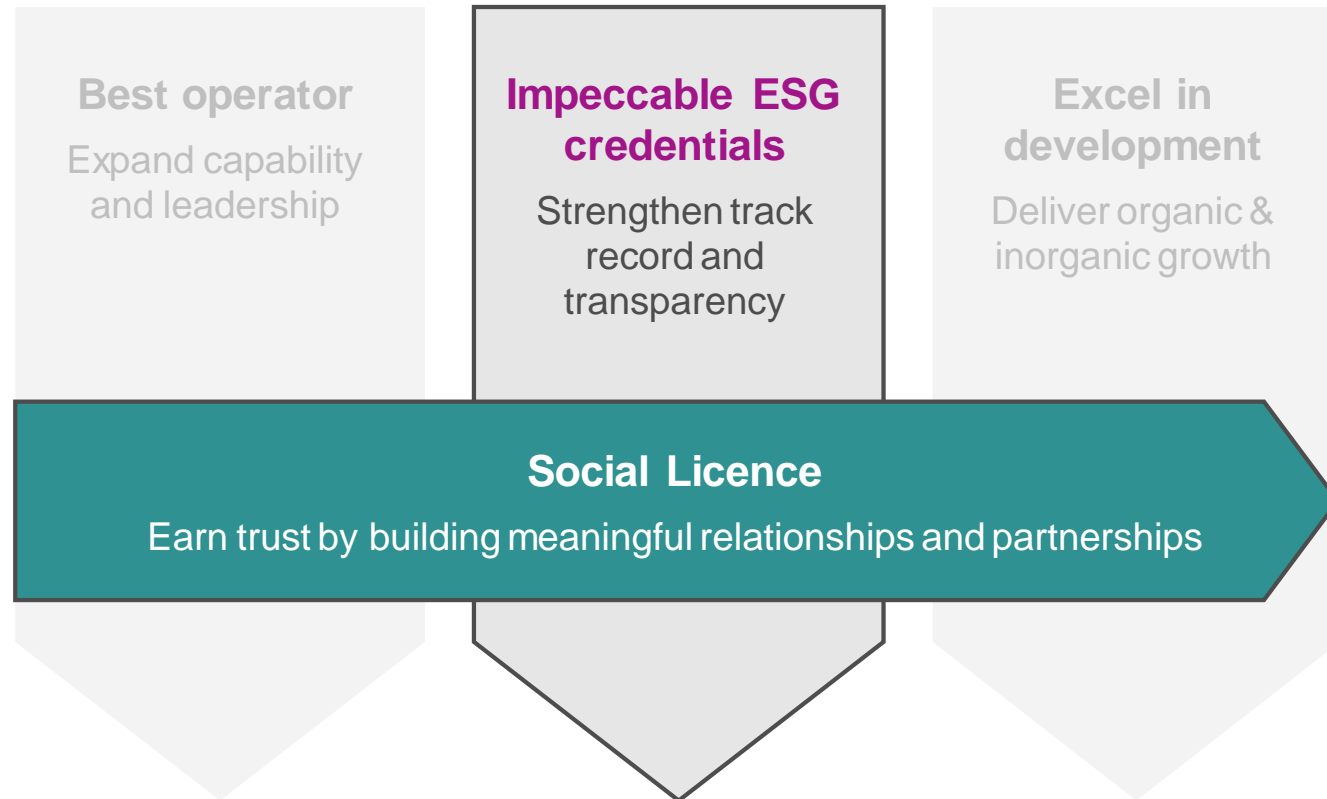 Best operator
Expand capability
and leadership
Impeccable ESG
credentials
Strengthen track
record and
transparency
Excel in
development
Deliver organic &
inorganic growth
Social Licence
Earn trust by building meaningful relationships and partnerships